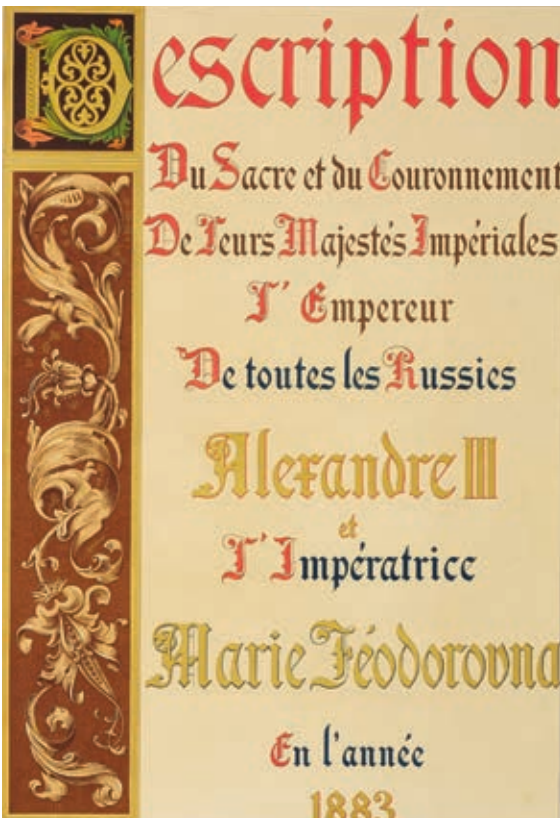 Description
Du Sacre et du Couronnement
De Leurs Majestés Impériales
L' Empereur
De toutes les Russies
Alexandre III
et
L'Impératrice
Marie Féodorovna
En l'année
1883